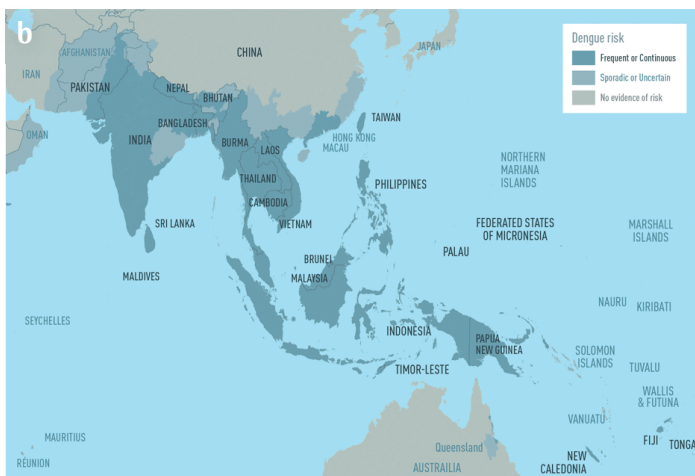 b
Dengue risk
Frequent or Continuous
Sporadic or Uncertain
No evidence of risk
CHINA
JAPAN
AFGHANISTAN
IRAN
PAKISTAN
NEPAL
BHUTAN
BANGLADESH
TAIWAN
OMAN
INDIA
BURMA
LAOS
HONG KONG
MACAU
THAILAND
PHILIPPINES
NORTHERN
MARIANA
ISLANDS
CAMBODIA
VIETNAM
SRI LANKA
FEDERATED STATES
OF MICRONESIA
MARSHALL
ISLANDS
PALAU
BRUNEL
MALAYSIA
MALDIVES
SEYCHELLES
NAURU
KIRIBATI
INDONESIA
PAPUA
NEW GUINEA
SOLOMON
ISLANDS
TUVALU
TIMOR-LESTE
WALLIS
& FUTUNA
VANUATU
MAURITIUS
REUNION
Queensland
AUSTRAILIA
FIJI
TONGA
NEW
CALEDONIA